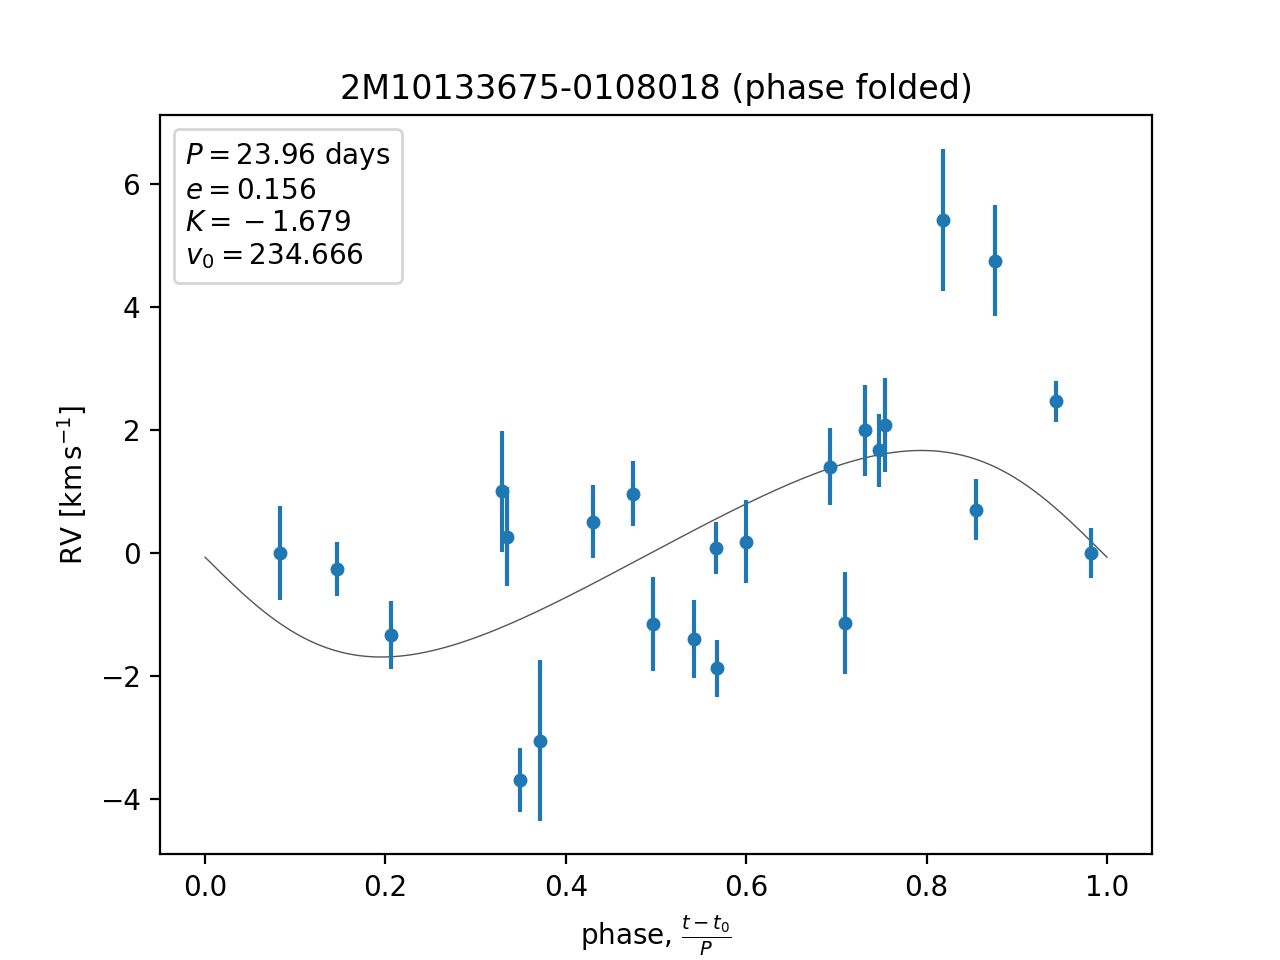 2M10133675-0108018 (phase folded)
P = 23.96 days
e = 0.156
K = −1.679
v₀ = 234.666
6
4
2
0
−2
−4
RV [km s⁻¹]
0.0 0.2 0.4 0.6 0.8 1.0
phase, (t − t₀)/P